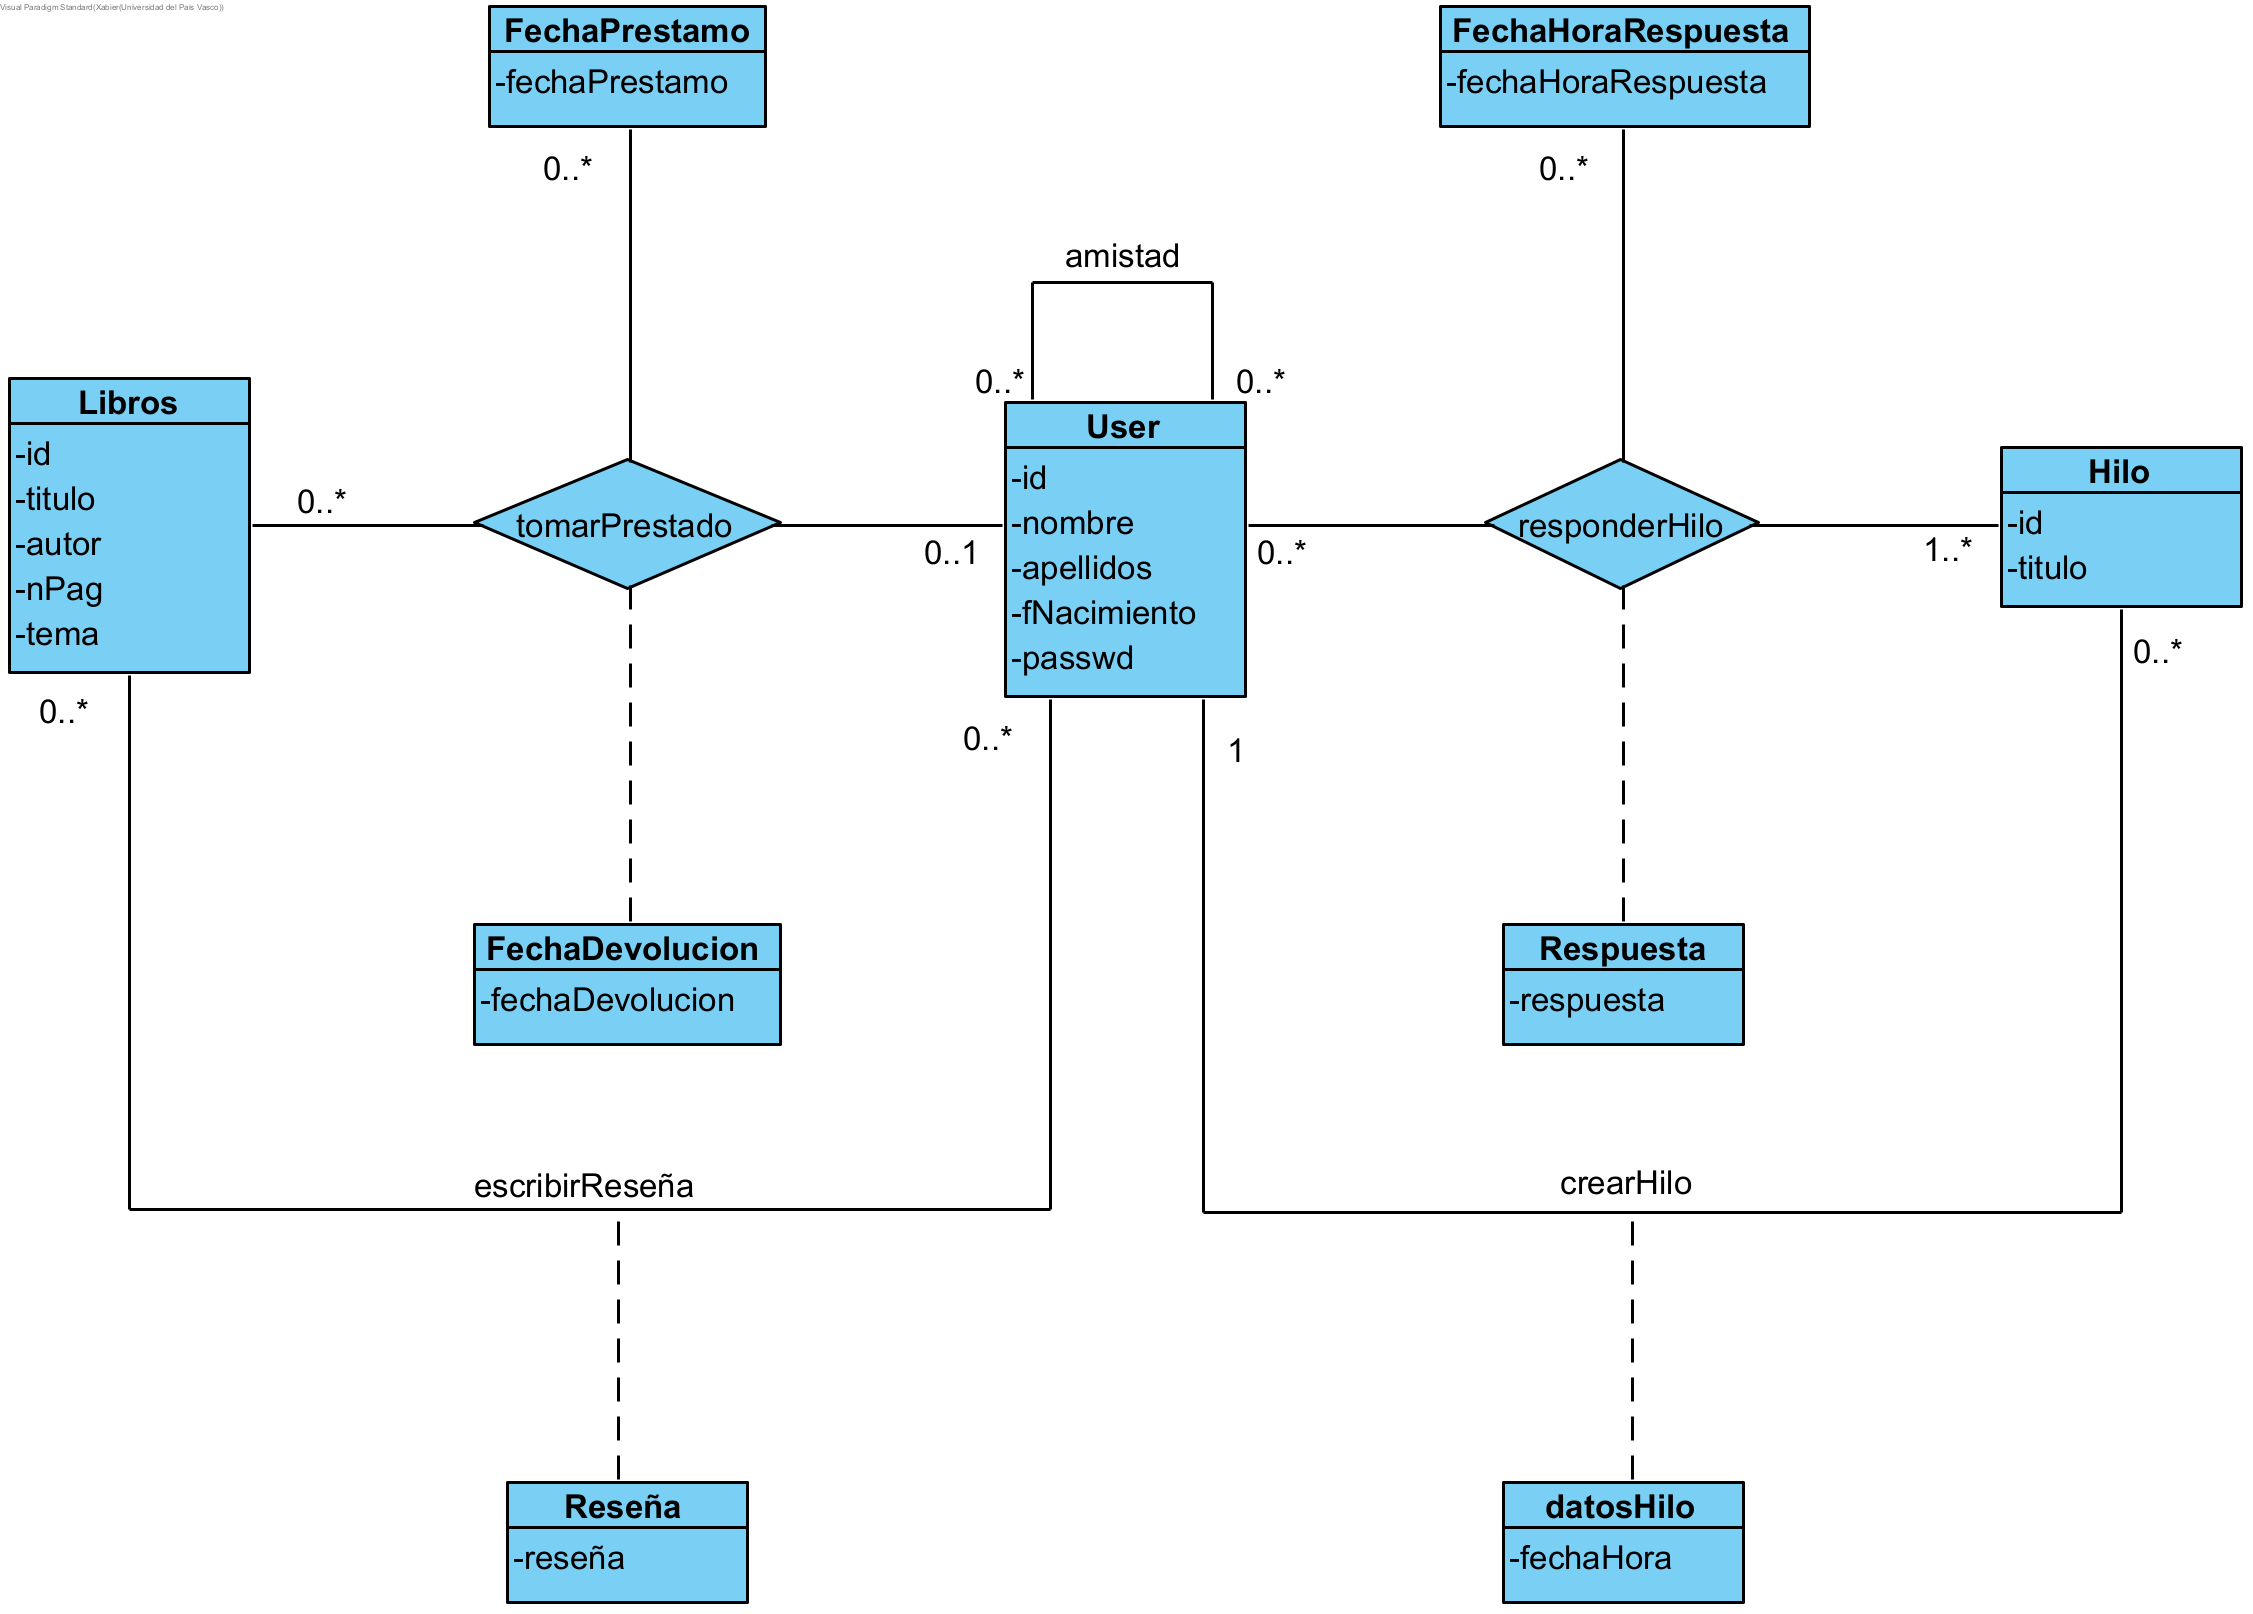 Visual Paradigm Standard(Xabier(Universidad del Pais Vasco))
FechaPrestamo
-fechaPrestamo
0..*
FechaHoraRespuesta
-fechaHoraRespuesta
0..*
amistad
0..*
0..*
Libros
-id
-titulo
-autor
-nPag
-tema
0..*
tomarPrestado
0..1
User
-id
-nombre
-apellidos
-fNacimiento
-passwd
0..*
responderHilo
1..*
Hilo
-id
-titulo
0..*
0..*
0..*
1
FechaDevolucion
-fechaDevolucion
Respuesta
-respuesta
escribirReseña
crearHilo
Reseña
-reseña
datosHilo
-fechaHora